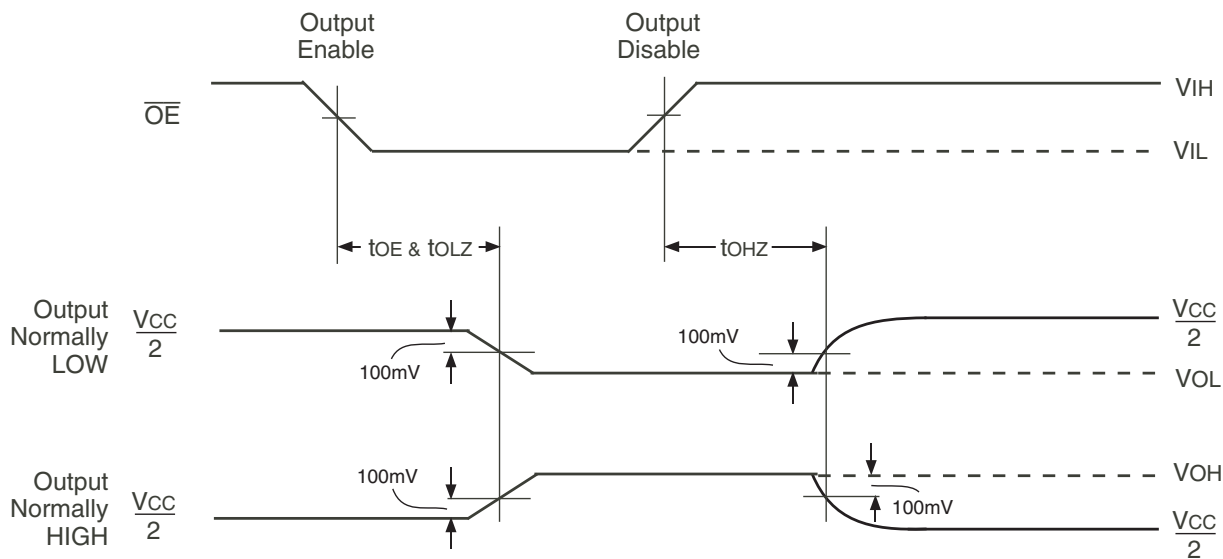 Output
Enable
Output
Disable
OE
VIH
VIL
tOE & tOLZ
tOHZ
Output
Normally
LOW
VCC
2
100mV
100mV
VCC
2
VOL
Output
Normally
HIGH
VCC
2
100mV
VOH
100mV
VCC
2